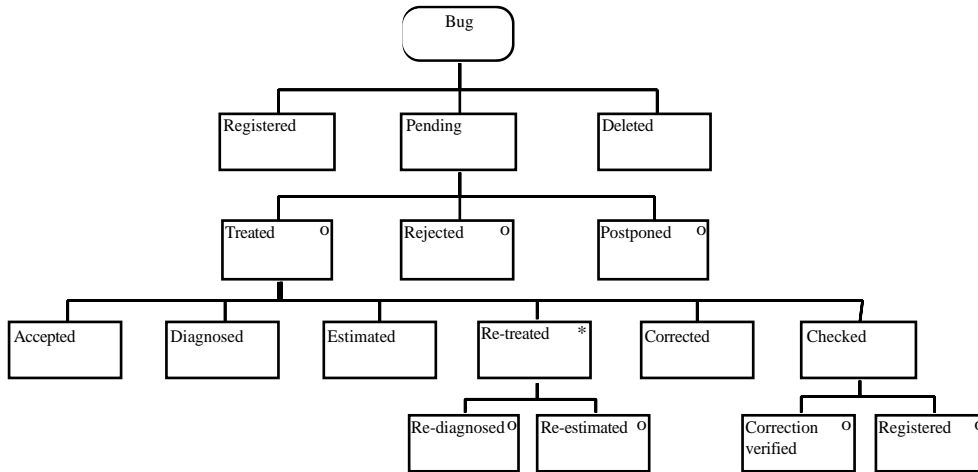 Bug
Registered
Pending
Deleted
Treated o
Rejected o
Postponed o
Accepted
Diagnosed
Estimated
Re-treated *
Corrected
Checked
Re-diagnosed o
Re-estimated o
Correction o
verified
Registered o